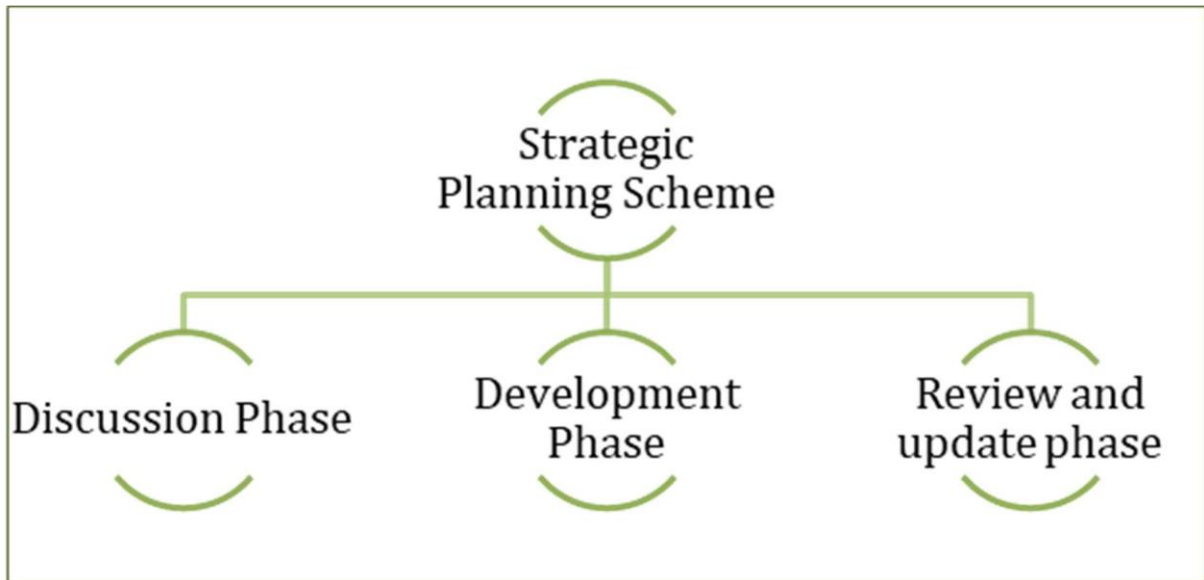 Strategic
Planning Scheme
Discussion Phase
Development
Phase
Review and
update phase